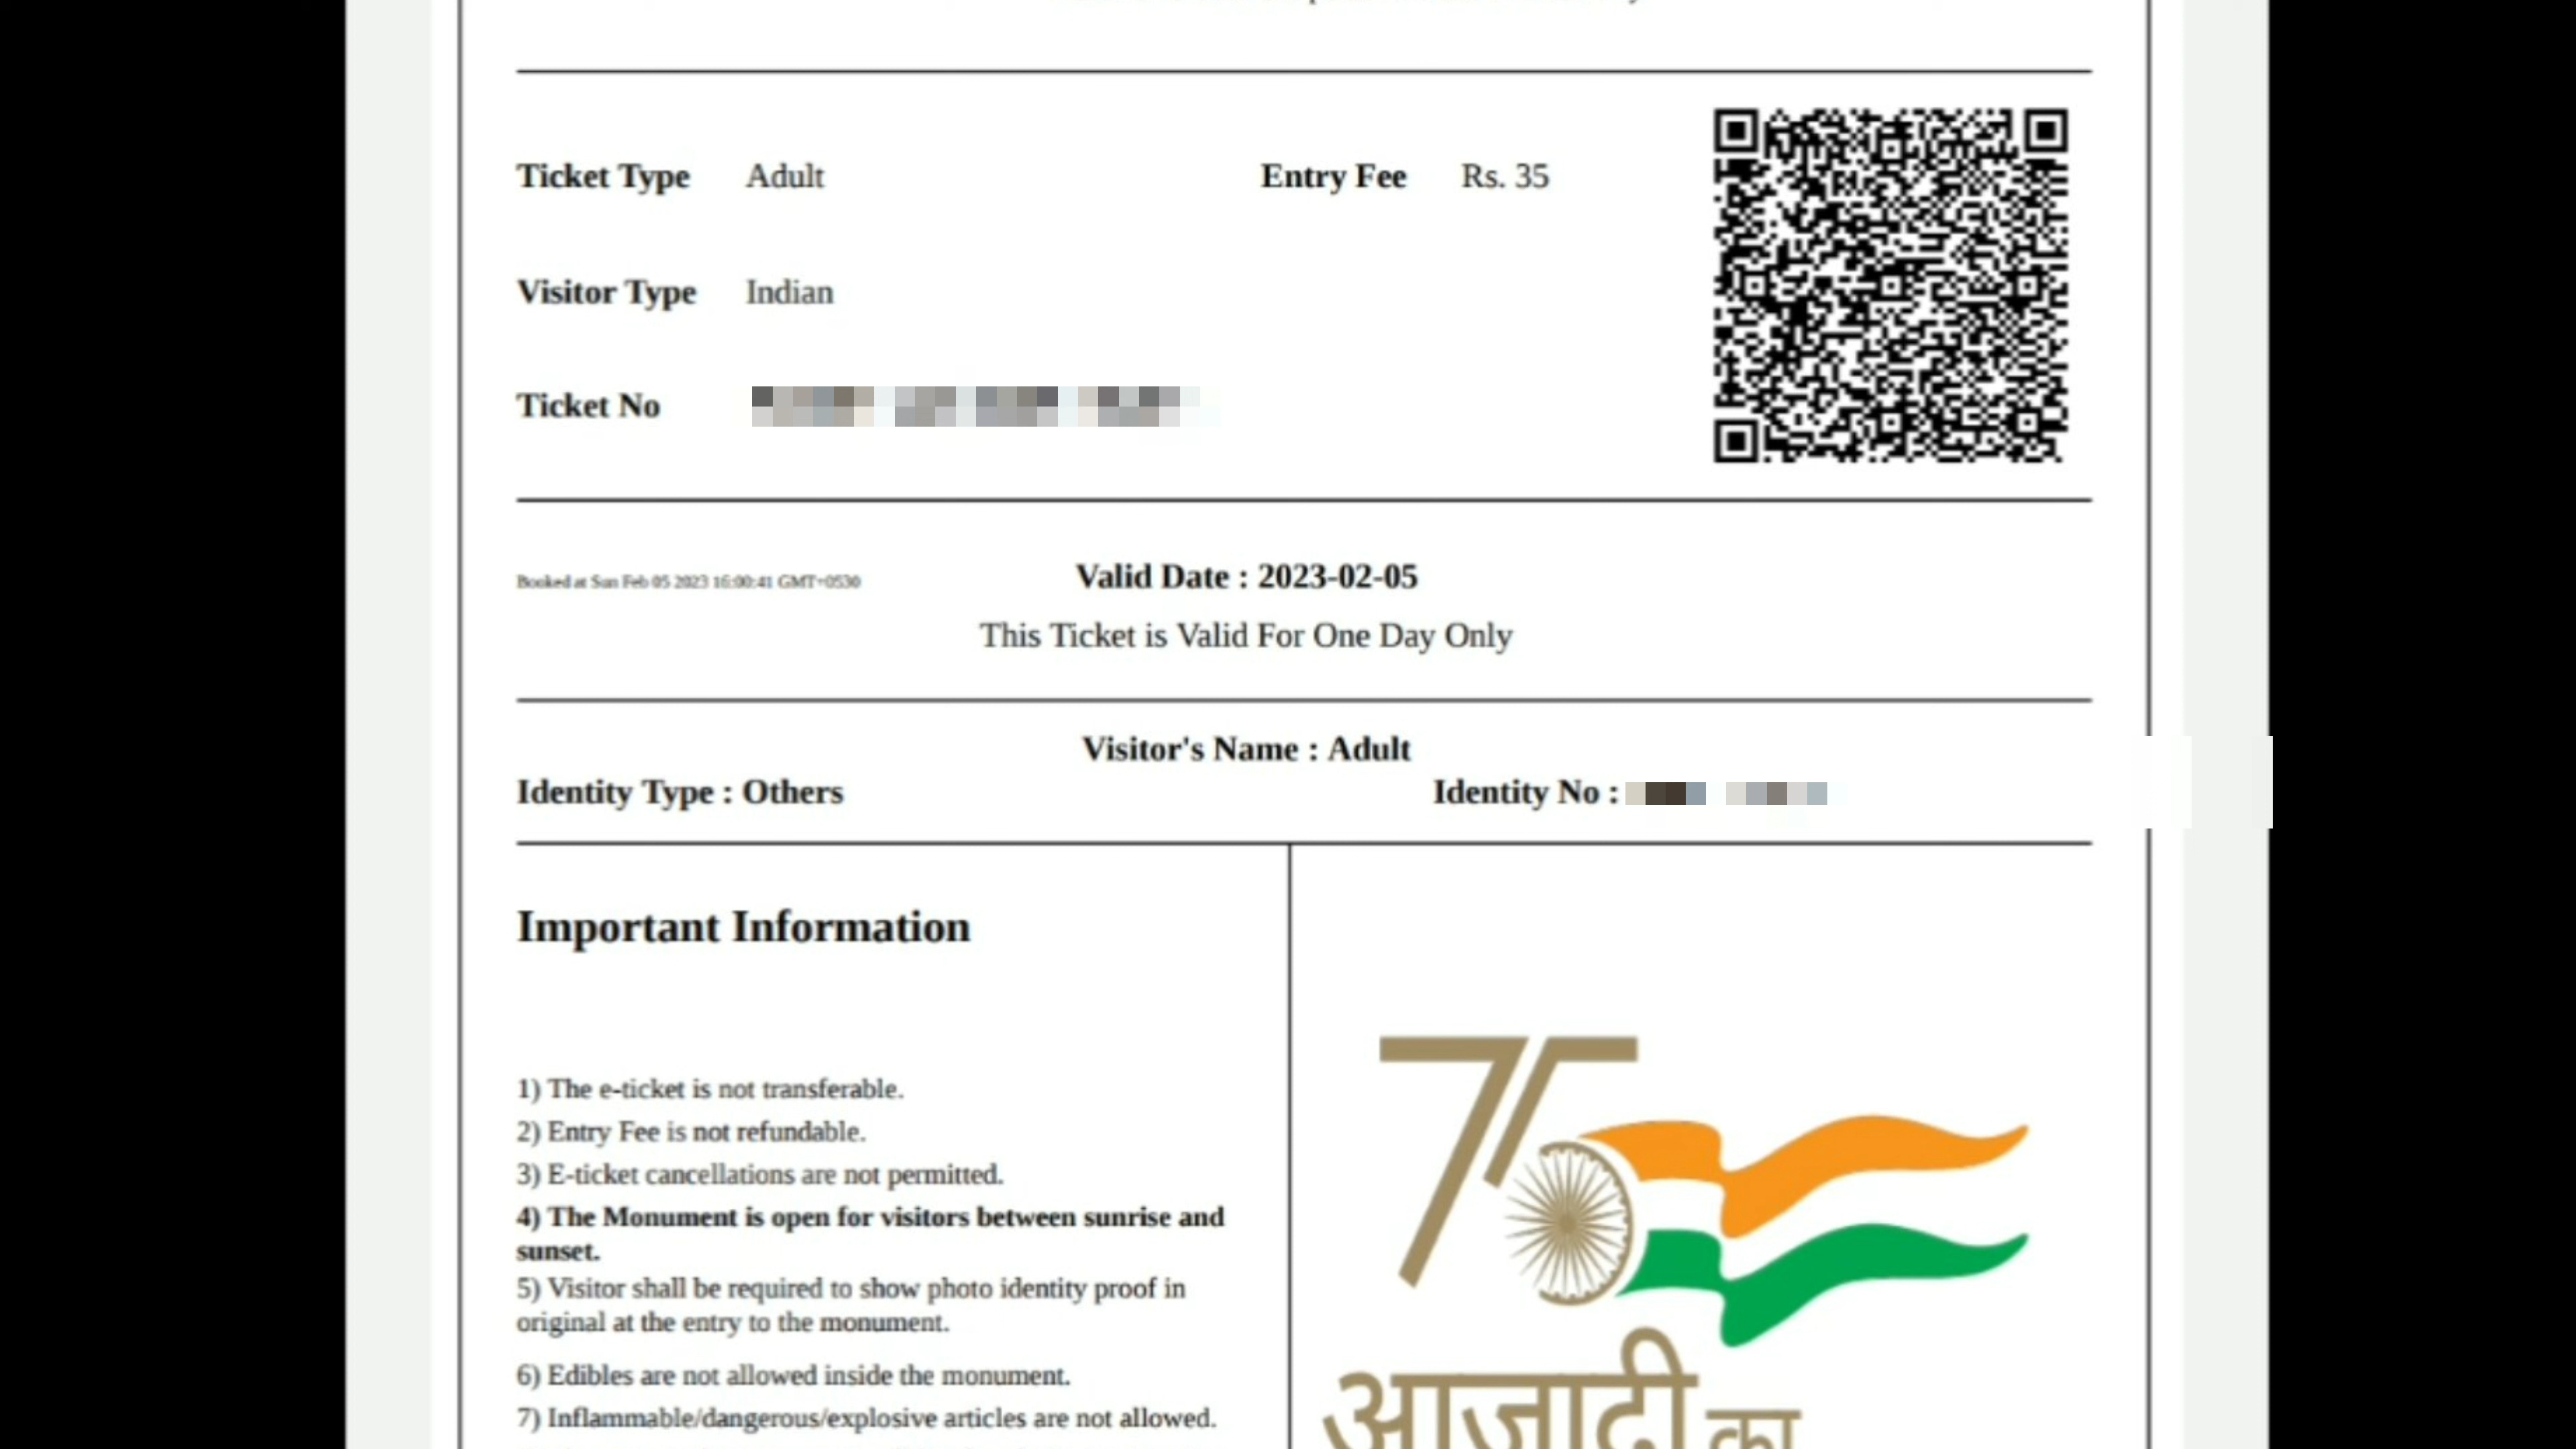 Ticket Type Adult Entry Fee Rs. 35
Visitor Type Indian
Ticket No
Booked at Sun Feb 05 2023 16:00:41 GMT+0530
Valid Date : 2023-02-05
This Ticket is Valid For One Day Only
Visitor's Name : Adult
Identity Type : Others Identity No :
Important Information
1) The e-ticket is not transferable.
2) Entry Fee is not refundable.
3) E-ticket cancellations are not permitted.
4) The Monument is open for visitors between sunrise and
sunset.
5) Visitor shall be required to show photo identity proof in
original at the entry to the monument.
6) Edibles are not allowed inside the monument.
7) Inflammable/dangerous/explosive articles are not allowed.
75
आज़ादी का